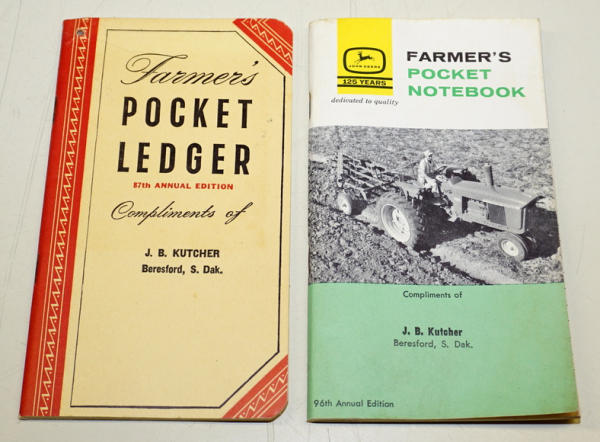 Farmer's
POCKET
LEDGER
87th ANNUAL EDITION
Compliments of
J. B. KUTCHER
Beresford, S. Dak.
JOHN DEERE
125 YEARS
dedicated to quality
FARMER'S
POCKET
NOTEBOOK
Compliments of
J. B. Kutcher
Beresford, S. Dak.
96th Annual Edition